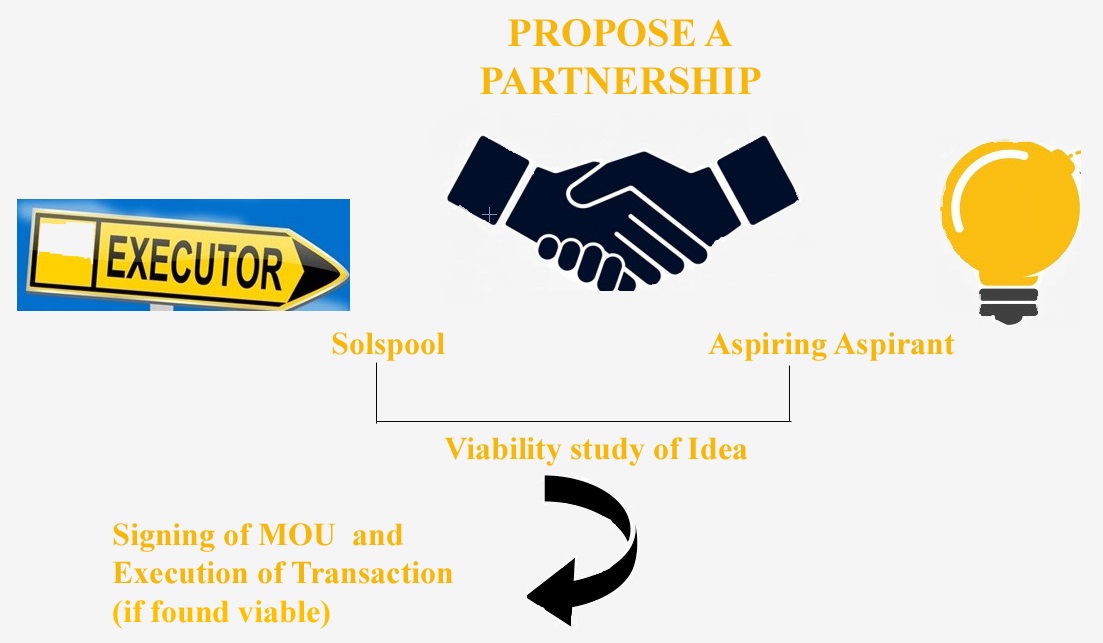 PROPOSE A
PARTNERSHIP
EXECUTOR
Solspool
Aspiring Aspirant
Viability study of Idea
Signing of MOU and
Execution of Transaction
(if found viable)